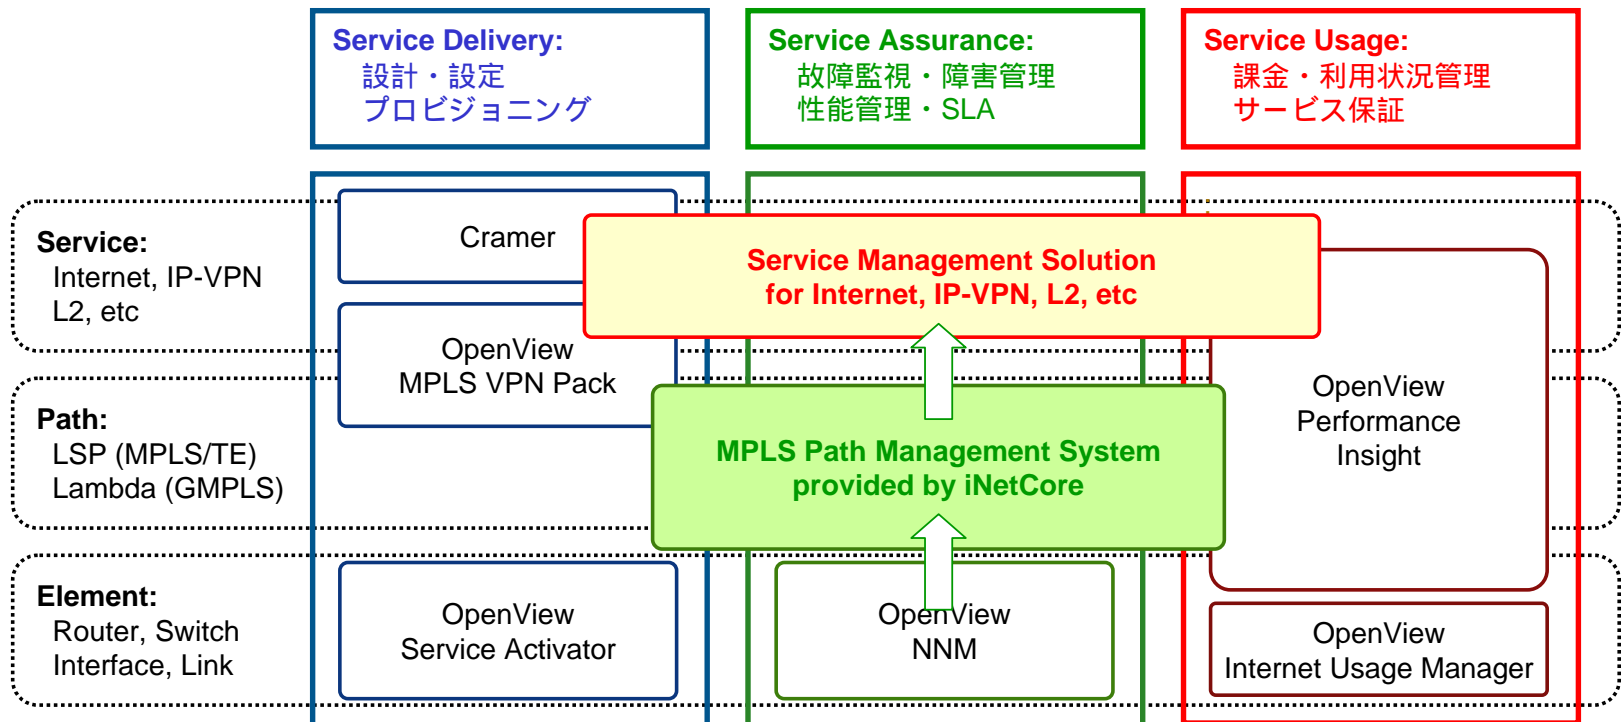 Service Delivery:
設計・設定
プロビジョニング
Service Assurance:
故障監視・障害管理
性能管理・SLA
Service Usage:
課金・利用状況管理
サービス保証
Service:
Internet, IP-VPN
L2, etc
Cramer
Service Management Solution
for Internet, IP-VPN, L2, etc
OpenView
MPLS VPN Pack
Path:
LSP (MPLS/TE)
Lambda (GMPLS)
MPLS Path Management System
provided by iNetCore
OpenView
Performance
Insight
Element:
Router, Switch
Interface, Link
OpenView
Service Activator
OpenView
NNM
OpenView
Internet Usage Manager